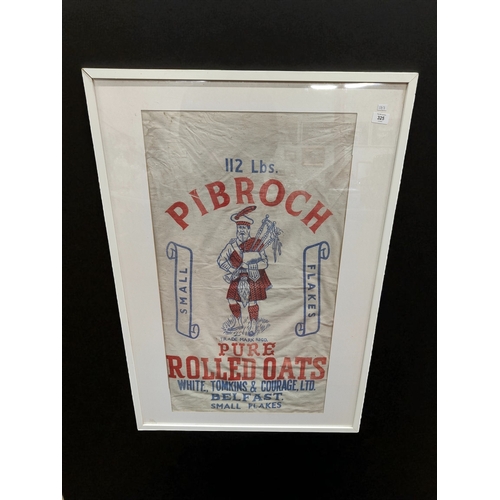 112 Lbs.
PIBROCH
SMALL
FLAKES
TRADE MARK REGD.
PURE
ROLLED OATS
WHITE, TOMKINS & COURAGE, LTD.
BELFAST.
SMALL FLAKES